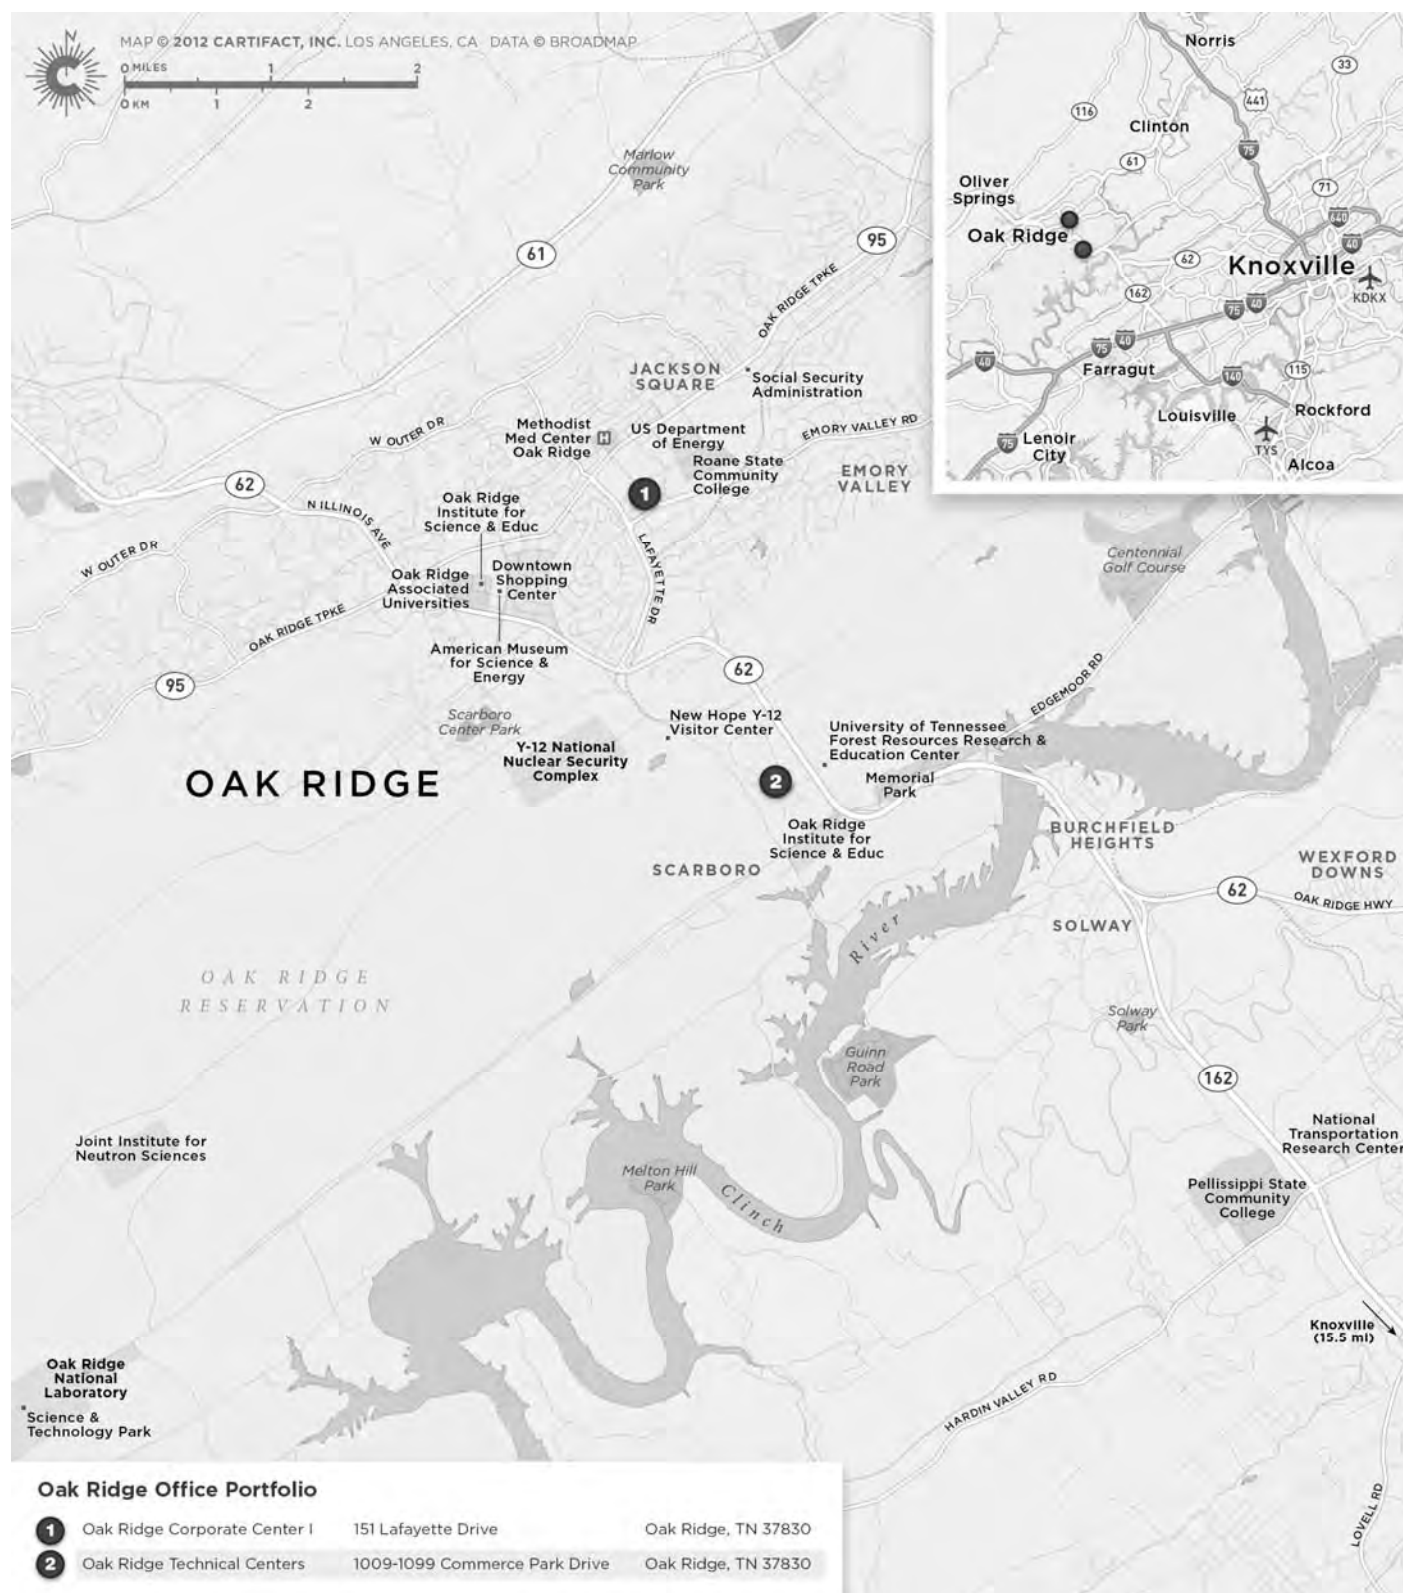 N
MAP © 2012 CARTIFACT, INC. LOS ANGELES, CA DATA © BROADMAP
0 MILES 1 2
0 KM 1 2
C
Norris
33
441
116
Clinton
75
61
Oliver
Springs
71
640
Oak Ridge
40
62
Knoxville
KDKX
162
75
40
75
40
40
Farragut
140
115
Louisville
Rockford
75
Lenoir
City
TYS
Alcoa
Marlow
Community
Park
61
95
OAK RIDGE TPKE
JACKSON
SQUARE
Social Security
Administration
W OUTER DR
Methodist
Med Center
Oak Ridge
H
US Department
of Energy
EMORY VALLEY RD
Roane State
Community
College
EMORY
VALLEY
62
1
Oak Ridge
Institute for
Science & Educ
N ILLINOIS AVE
W OUTER DR
LAFAYETTE DR
Centennial
Golf Course
Oak Ridge
Associated
Universities
Downtown
Shopping
Center
OAK RIDGE TPKE
American Museum
for Science &
Energy
62
95
EDGEMOOR RD
Scarboro
Center Park
New Hope Y-12
Visitor Center
University of Tennessee
Forest Resources Research &
Education Center
Y-12 National
Nuclear Security
Complex
OAK RIDGE
2
Memorial
Park
Oak Ridge
Institute for
Science & Educ
BURCHFIELD
HEIGHTS
WEXFORD
DOWNS
SCARBORO
62
OAK RIDGE HWY
SOLWAY
River
OAK RIDGE
RESERVATION
Solway
Park
Guinn
Road
Park
162
National
Transportation
Research Center
Joint Institute for
Neutron Sciences
Melton Hill
Park
Clinch
Pellissippi State
Community
College
Knoxville
(15.5 mi)
Oak Ridge
National
Laboratory
Science &
Technology Park
HARDIN VALLEY RD
LOVELL RD
Oak Ridge Office Portfolio
1 Oak Ridge Corporate Center I 151 Lafayette Drive Oak Ridge, TN 37830
2 Oak Ridge Technical Centers 1009-1099 Commerce Park Drive Oak Ridge, TN 37830